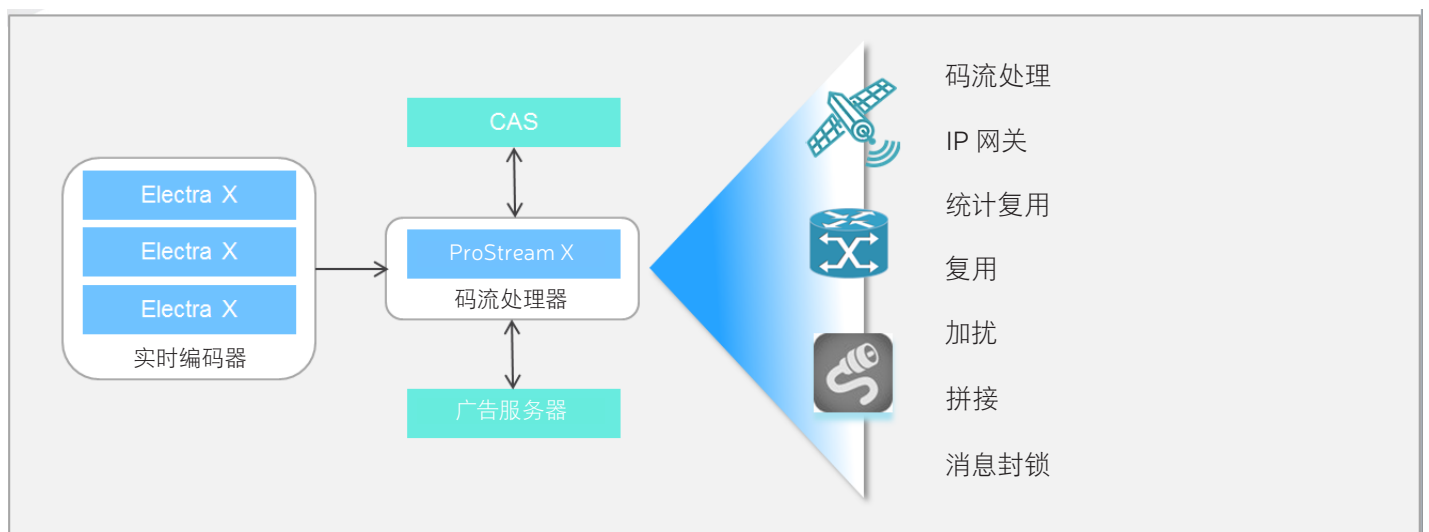 CAS
Electra X
Electra X
Electra X
实时编码器
ProStream X
码流处理器
广告服务器
码流处理
IP 网关
统计复用
复用
加扰
拼接
消息封锁